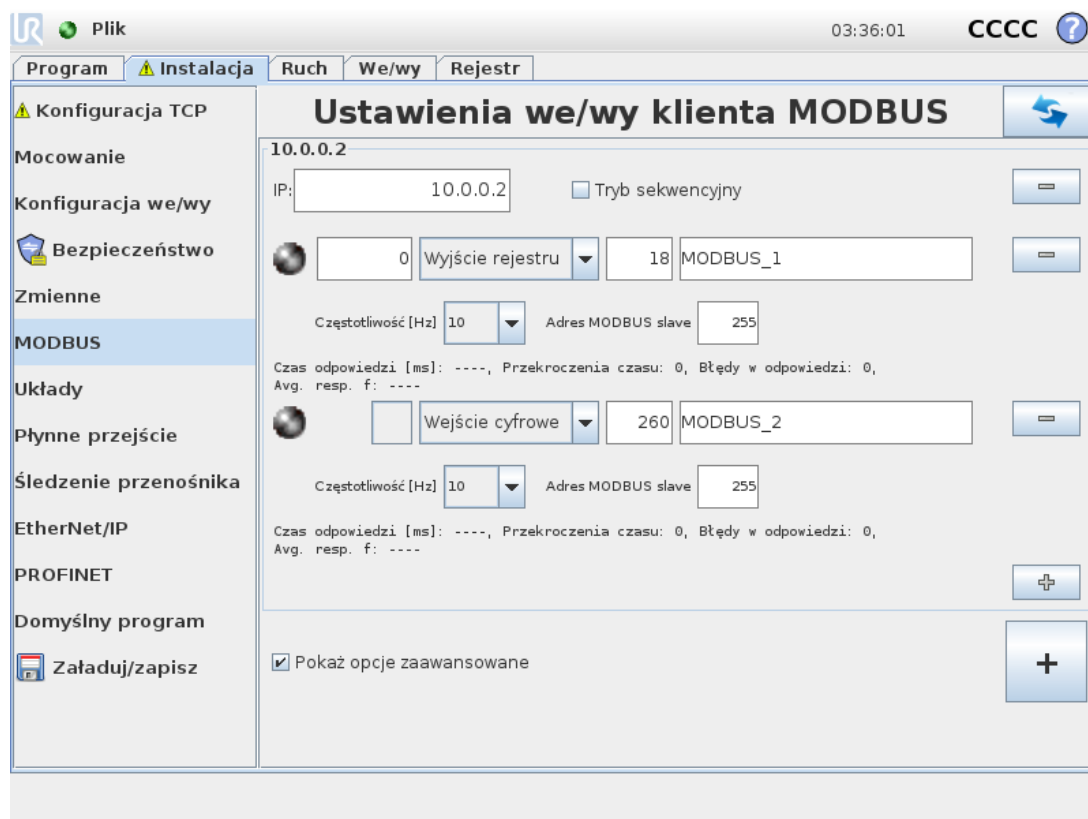 UR Plik 03:36:01 CCCC ?
Program Instalacja Ruch We/wy Rejestr
Konfiguracja TCP
Mocowanie
Konfiguracja we/wy
Bezpieczeństwo
Zmienne
MODBUS
Układy
Płynne przejście
Śledzenie przenośnika
EtherNet/IP
PROFINET
Domyślny program
Załaduj/zapisz
Ustawienia we/wy klienta MODBUS
10.0.0.2
IP: 10.0.0.2 Tryb sekwencyjny
0 Wyjście rejestru 18 MODBUS_1
Częstotliwość [Hz] 10 Adres MODBUS slave 255
Czas odpowiedzi [ms]: ----, Przekroczenia czasu: 0, Błędy w odpowiedzi: 0,
Avg. resp. f: ----
Wejście cyfrowe 260 MODBUS_2
Częstotliwość [Hz] 10 Adres MODBUS slave 255
Czas odpowiedzi [ms]: ----, Przekroczenia czasu: 0, Błędy w odpowiedzi: 0,
Avg. resp. f: ----
Pokaż opcje zaawansowane